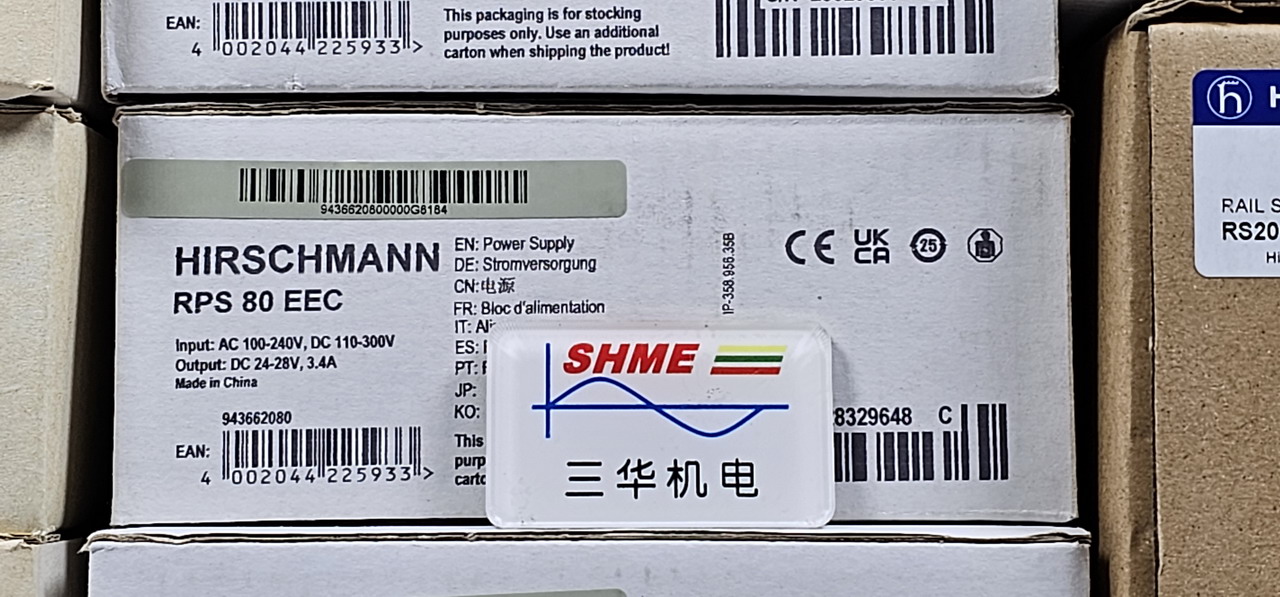 EAN:
4 002044 225933 >
This packaging is for stocking
purposes only. Use an additional
carton when shipping the product!
9436620800000G8184
HIRSCHMANN
RPS 80 EEC
Input: AC 100-240V, DC 110-300V
Output: DC 24-28V, 3.4A
Made in China
943662080
EAN:
4 002044 225933 >
EN: Power Supply
DE: Stromversorgung
CN:电源
FR: Bloc d'alimentation
IT:
ES:
PT:
JP:
KO:
This
IP-358.956.35B
CE
UK
CA
25
28329648 C
SHME
三华机电
RAIL
RS20